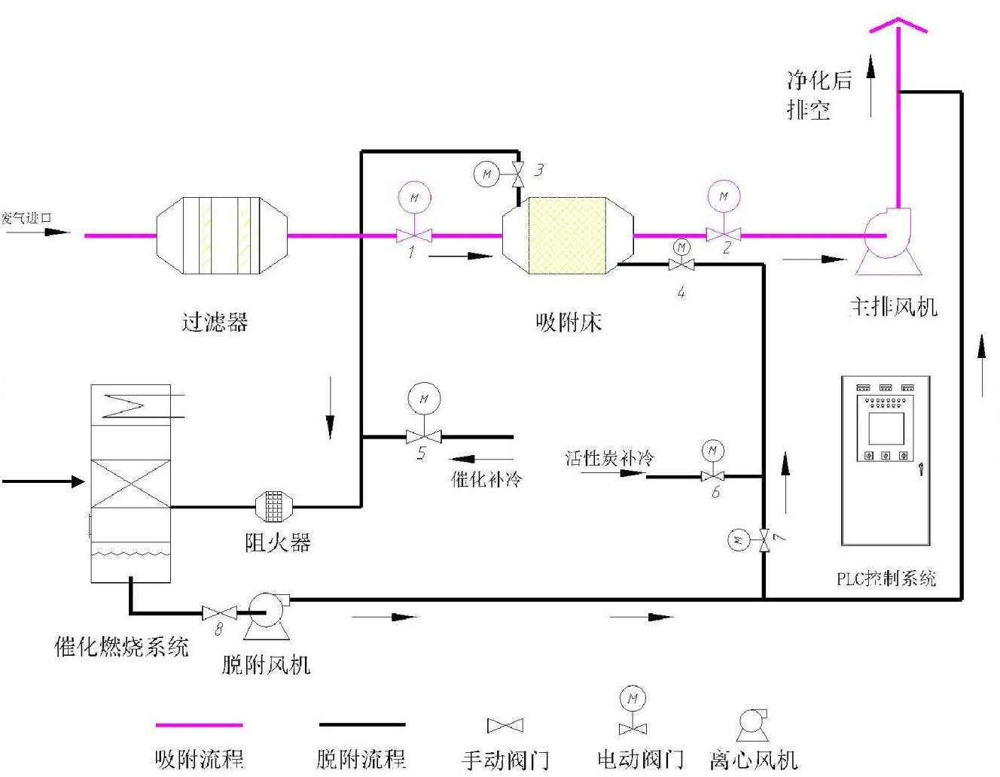 净化后
排空
M
3
M
M
废气进口
1
2
M
4
主排风机
过滤器
吸附床
M
5
催化补冷
活性炭补冷
M
6
阻火器
M
7
PLC控制系统
8
催化燃烧系统
脱附风机
M
吸附流程
脱附流程
手动阀门
电动阀门
离心风机